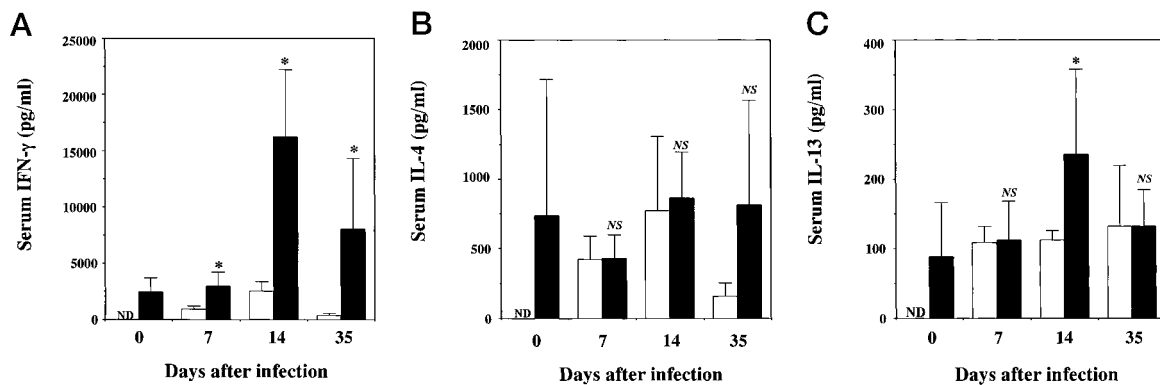 A
Serum IFN-γ (pg/ml)
25000
20000
15000
10000
5000
0
ND
*
*
*
0 7 14 35
Days after infection
B
Serum IL-4 (pg/ml)
2000
1500
1000
500
0
ND
NS
NS
NS
0 7 14 35
Days after infection
C
Serum IL-13 (pg/ml)
400
300
200
100
0
ND
NS
*
NS
0 7 14 35
Days after infection